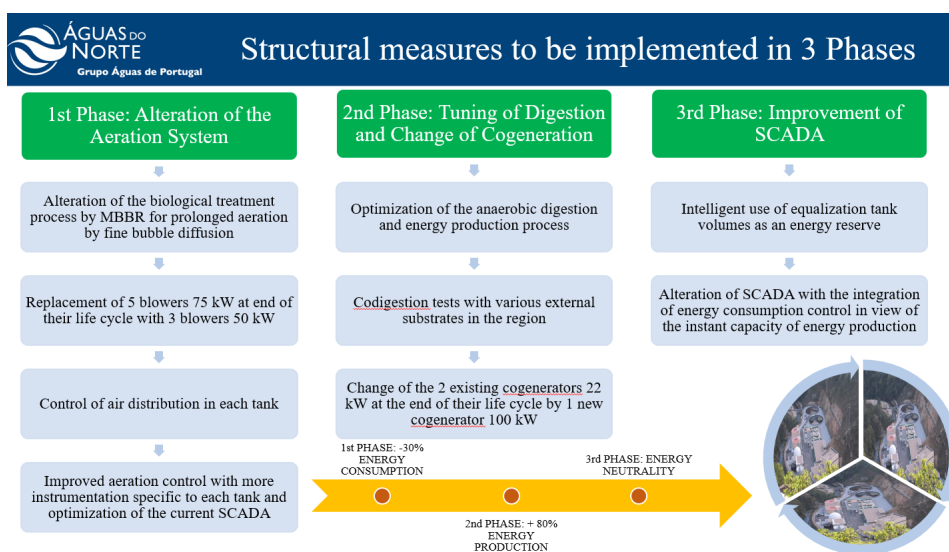 ÁGUAS DO
NORTE
Grupo Águas de Portugal
Structural measures to be implemented in 3 Phases
1st Phase: Alteration of the
Aeration System
Alteration of the biological treatment
process by MBBR for prolonged aeration
by fine bubble diffusion
Replacement of 5 blowers 75 kW at end of
their life cycle with 3 blowers 50 kW
Control of air distribution in each tank
Improved aeration control with more
instrumentation specific to each tank and
optimization of the current SCADA
2nd Phase: Tuning of Digestion
and Change of Cogeneration
Optimization of the anaerobic digestion
and energy production process
Codigestion tests with various external
substrates in the region
Change of the 2 existing cogenerators 22
kW at the end of their life cycle by 1 new
cogenerator 100 kW
3rd Phase: Improvement of
SCADA
Intelligent use of equalization tank
volumes as an energy reserve
Alteration of SCADA with the integration
of energy consumption control in view of
the instant capacity of energy production
1st PHASE: -30%
ENERGY
CONSUMPTION
2nd PHASE: + 80%
ENERGY
PRODUCTION
3rd PHASE: ENERGY
NEUTRALITY